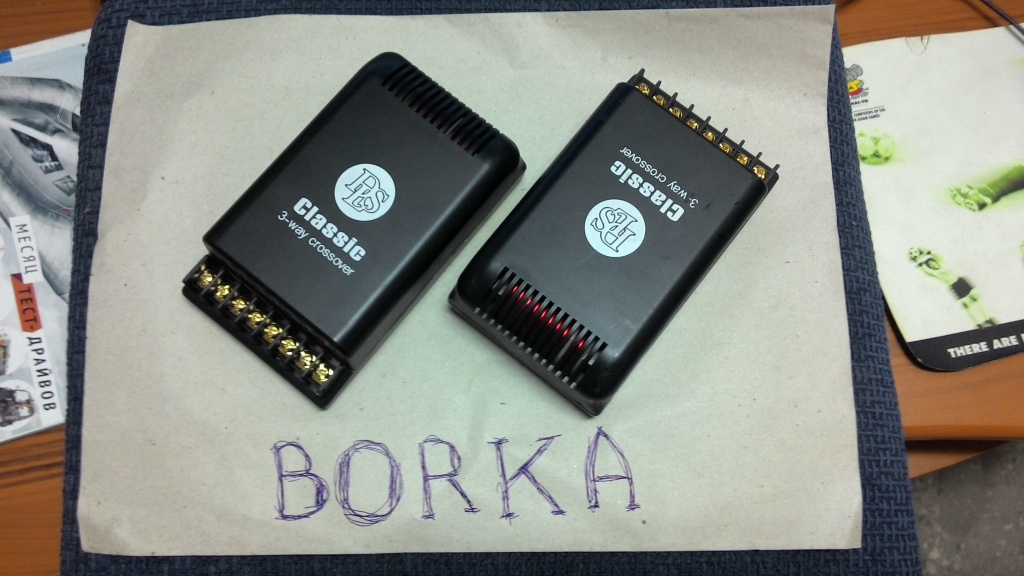 МЕСЯЦ
ТЕСТ-ДРАЙВОВ
Classic
3-way crossover
Classic
3-way crossover
THERE ARE
BORKA